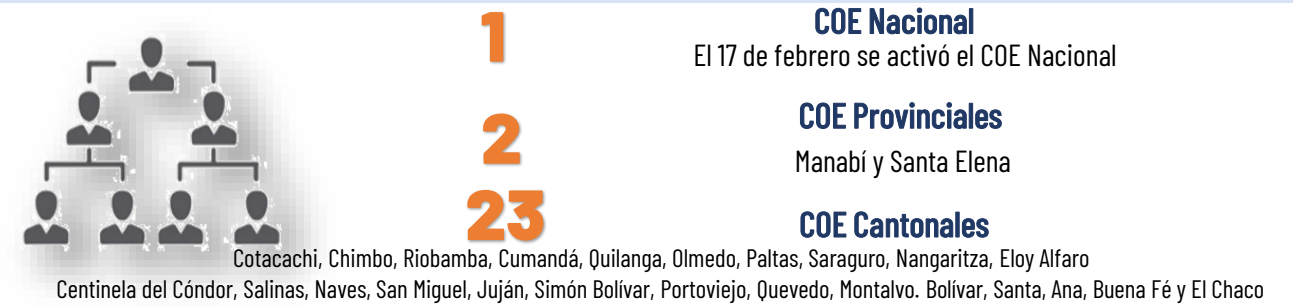 1
COE Nacional
El 17 de febrero se activó el COE Nacional
2
COE Provinciales
Manabí y Santa Elena
23
COE Cantonales
Cotacachi, Chimbo, Riobamba, Cumandá, Quilanga, Olmedo, Paltas, Saraguro, Nangaritza, Eloy Alfaro
Centinela del Cóndor, Salinas, Naves, San Miguel, Juján, Simón Bolívar, Portoviejo, Quevedo, Montalvo. Bolívar, Santa, Ana, Buena Fé y El Chaco